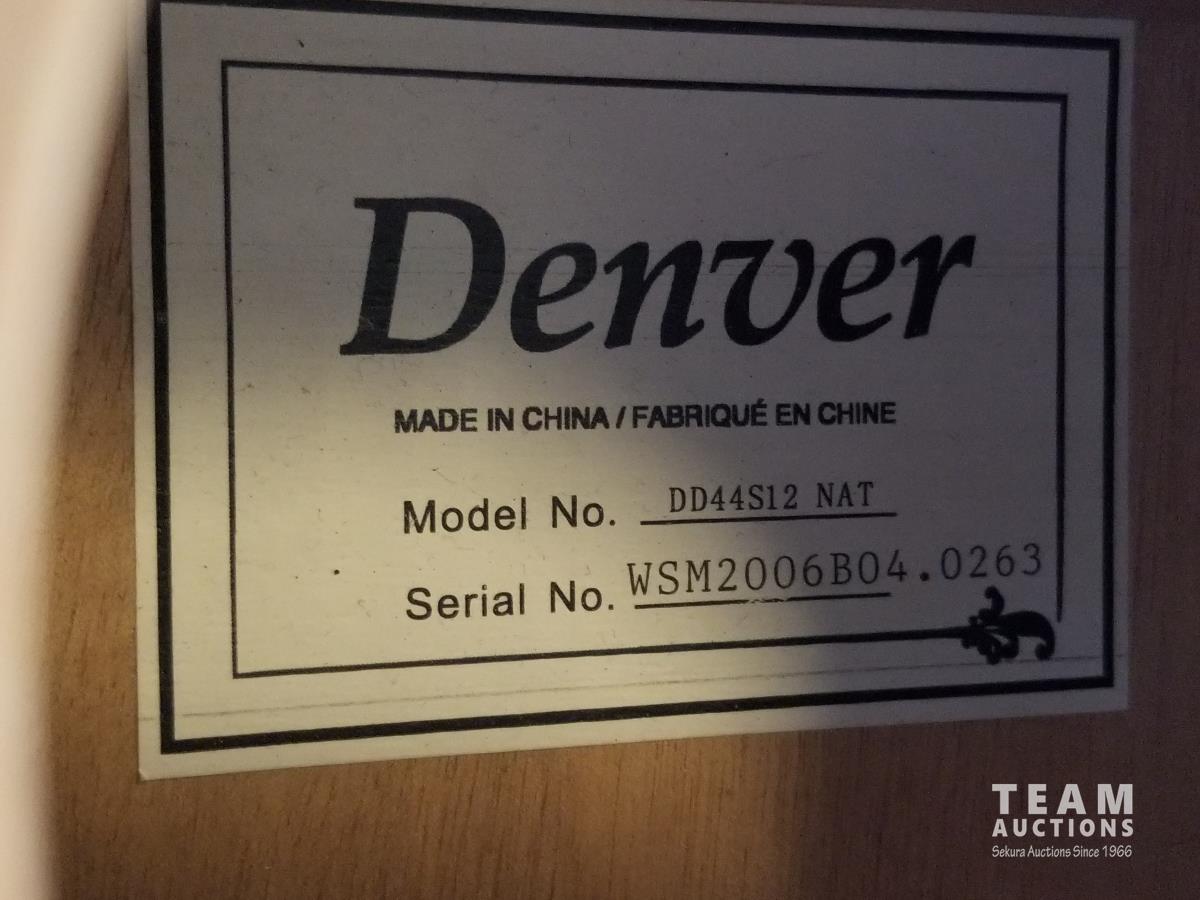 Denver
MADE IN CHINA / FABRIQUÉ EN CHINE
Model No. DD44S12 NAT
Serial No. WSM2006B04.0263
TEAM
AUCTIONS
Sekura Auctions Since 1966